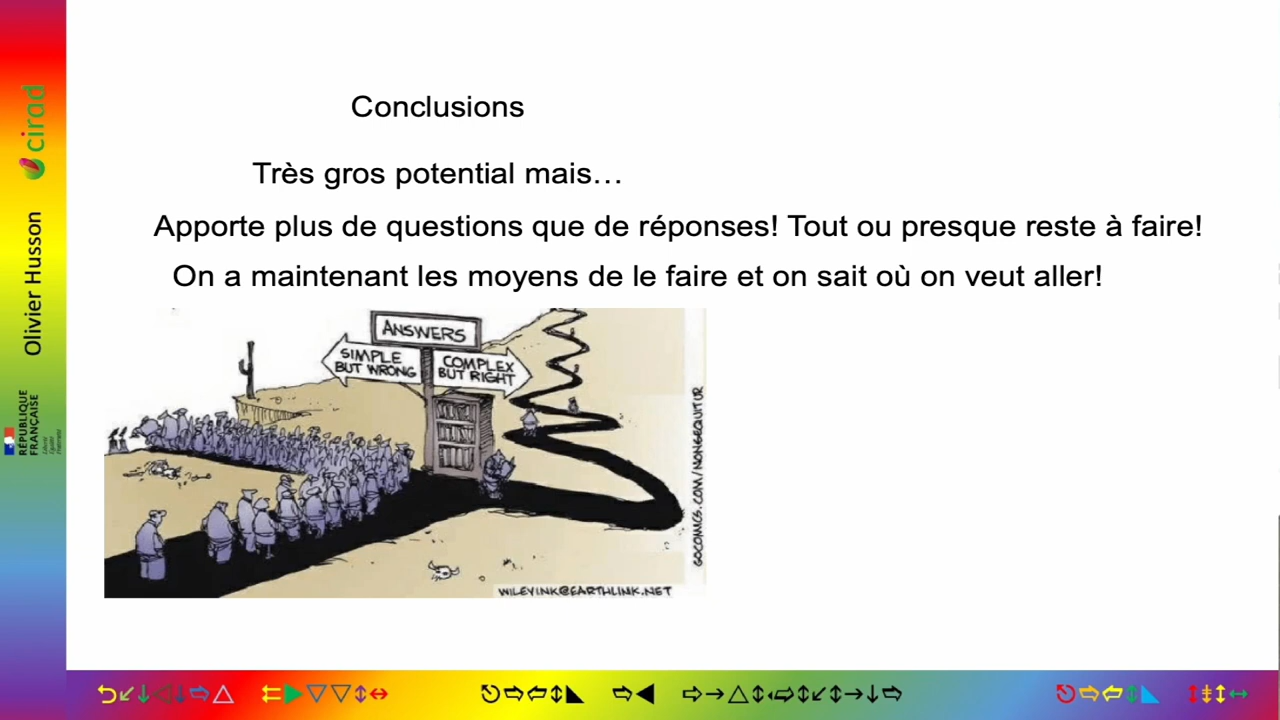 Conclusions
Très gros potential mais…
Apporte plus de questions que de réponses! Tout ou presque reste à faire!
On a maintenant les moyens de le faire et on sait où on veut aller!
ANSWERS
SIMPLE
BUT WRONG
COMPLEX
BUT RIGHT
GOCOMICS.COM/NONSEQUITUR
WILEYINK@EARTHLINK.NET
cirad
Olivier Husson
RÉPUBLIQUE
FRANÇAISE